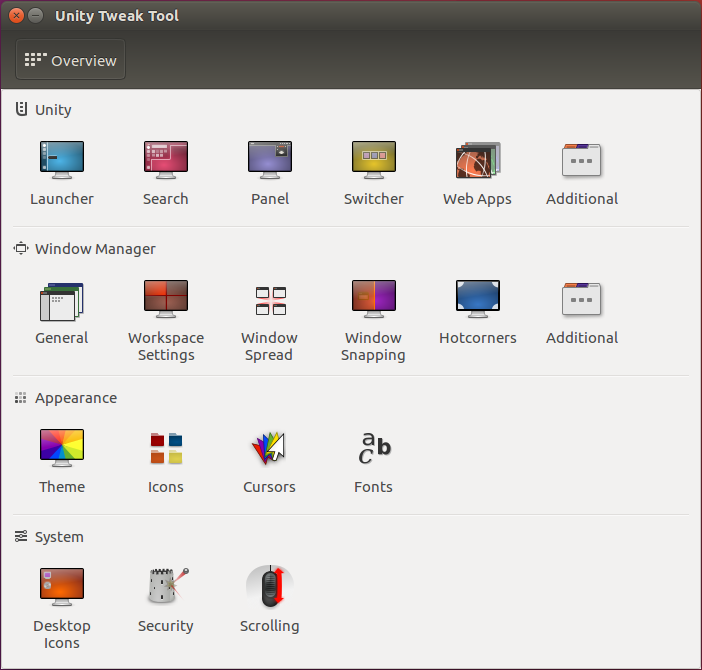 Unity Tweak Tool
Overview
Unity
Launcher Search Panel Switcher Web Apps Additional
Window Manager
General Workspace Settings Window Spread Window Snapping Hotcorners Additional
Appearance
Theme Icons Cursors Fonts
System
Desktop Icons Security Scrolling